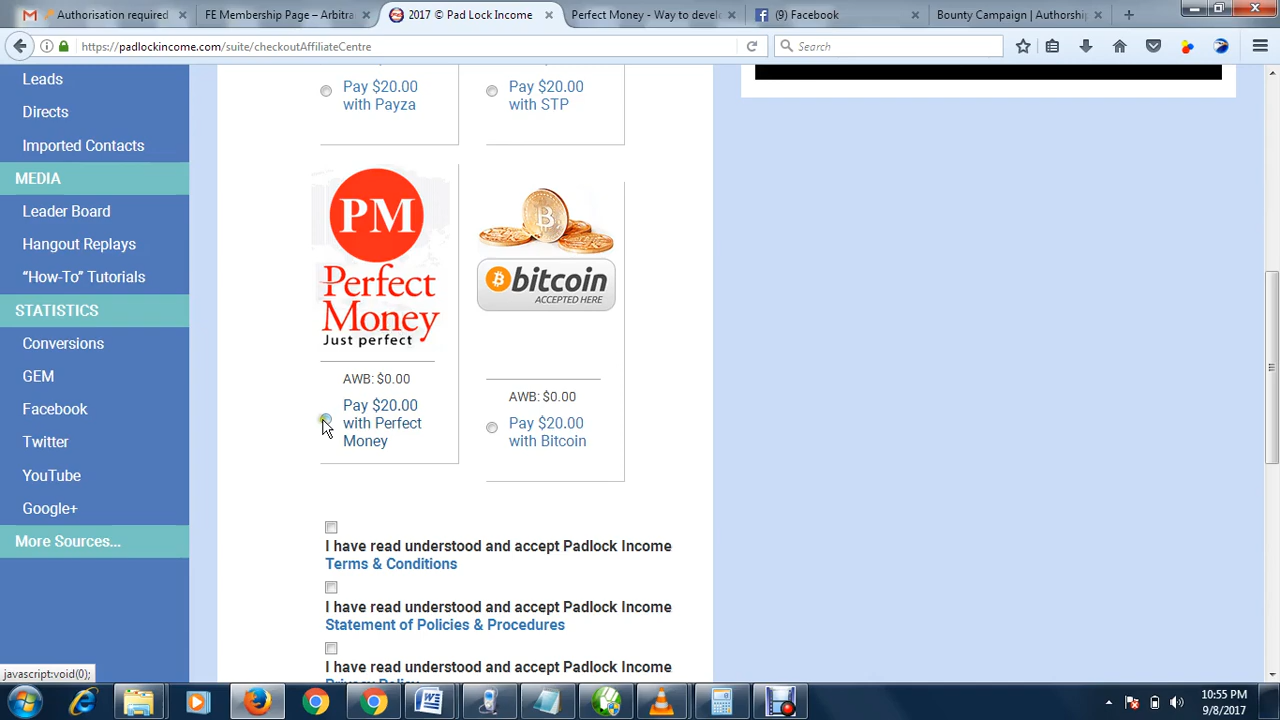 Authorisation required
FE Membership Page – Arbitra
2017 © Pad Lock Income
Perfect Money - Way to devel
(9) Facebook
Bounty Campaign | Authorship
https://padlockincome.com/suite/checkoutAffiliateCentre
Search
Leads
Directs
Imported Contacts
MEDIA
Leader Board
Hangout Replays
“How-To” Tutorials
STATISTICS
Conversions
GEM
Facebook
Twitter
YouTube
Google+
More Sources...
Pay $20.00
with Payza
Pay $20.00
with STP
PM
Perfect
Money
Just perfect
AWB: $0.00
Pay $20.00
with Perfect
Money
bitcoin
ACCEPTED HERE
AWB: $0.00
Pay $20.00
with Bitcoin
I have read understood and accept Padlock Income
Terms & Conditions
I have read understood and accept Padlock Income
Statement of Policies & Procedures
I have read understood and accept Padlock Income
Privacy Policy
javascript:void(0);
10:55 PM
9/8/2017